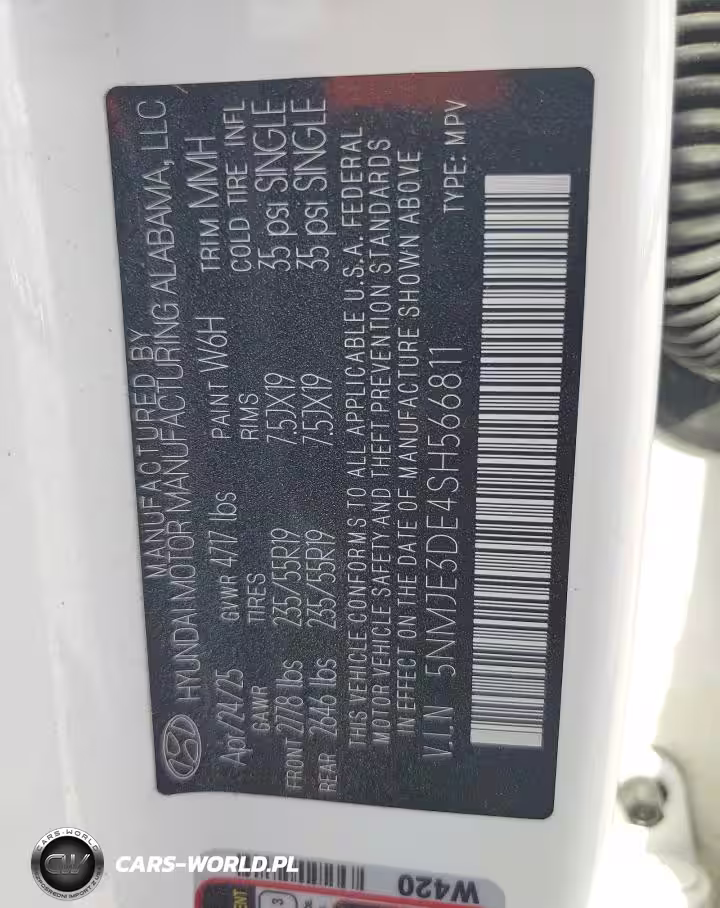 MANUFACTURED BY
HYUNDAI MOTOR MANUFACTURING ALABAMA, LLC
Apr/24/25 GVWR 4717 lbs PAINT W6H TRIM MMH
GAWR TIRES RIMS COLD TIRE INFL
FRONT 2778 lbs 235/55R19 7.5JX19 35 psi SINGLE
REAR 2646 lbs 235/55R19 7.5JX19 35 psi SINGLE
THIS VEHICLE CONFORMS TO ALL APPLICABLE U.S.A. FEDERAL
MOTOR VEHICLE SAFETY AND THEFT PREVENTION STANDARDS
IN EFFECT ON THE DATE OF MANUFACTURE SHOWN ABOVE
V.I.N 5NMJE3DE4SH566811 TYPE: MPV
W420
CARS-WORLD
CW
CARS-WORLD.PL